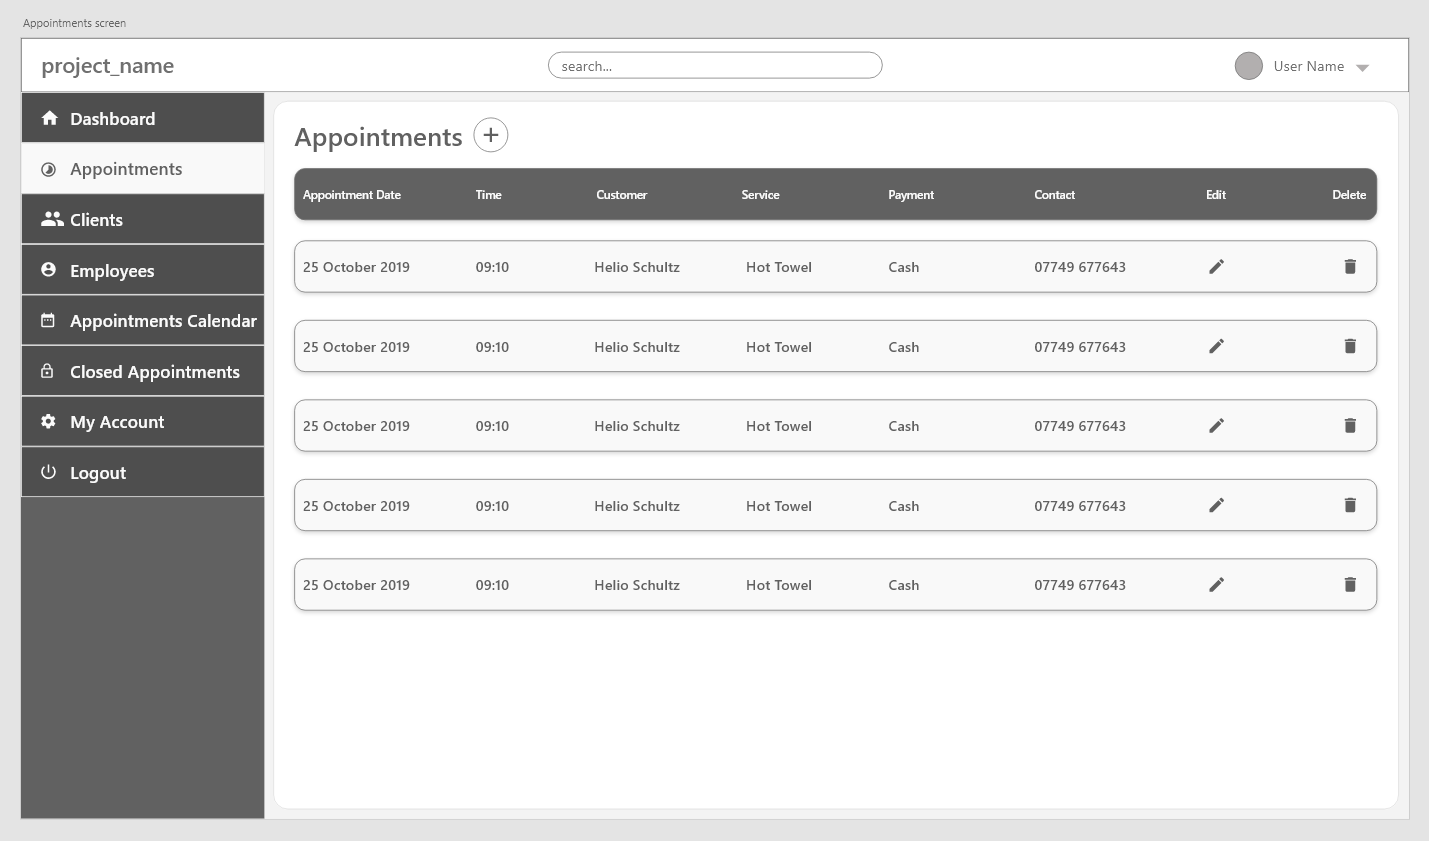 Appointments screen
project_name
search...
User Name
Dashboard
Appointments
Clients
Employees
Appointments Calendar
Closed Appointments
My Account
Logout
Appointments
Appointment Date Time Customer Service Payment Contact Edit Delete
25 October 2019 09:10 Helio Schultz Hot Towel Cash 07749 677643
25 October 2019 09:10 Helio Schultz Hot Towel Cash 07749 677643
25 October 2019 09:10 Helio Schultz Hot Towel Cash 07749 677643
25 October 2019 09:10 Helio Schultz Hot Towel Cash 07749 677643
25 October 2019 09:10 Helio Schultz Hot Towel Cash 07749 677643